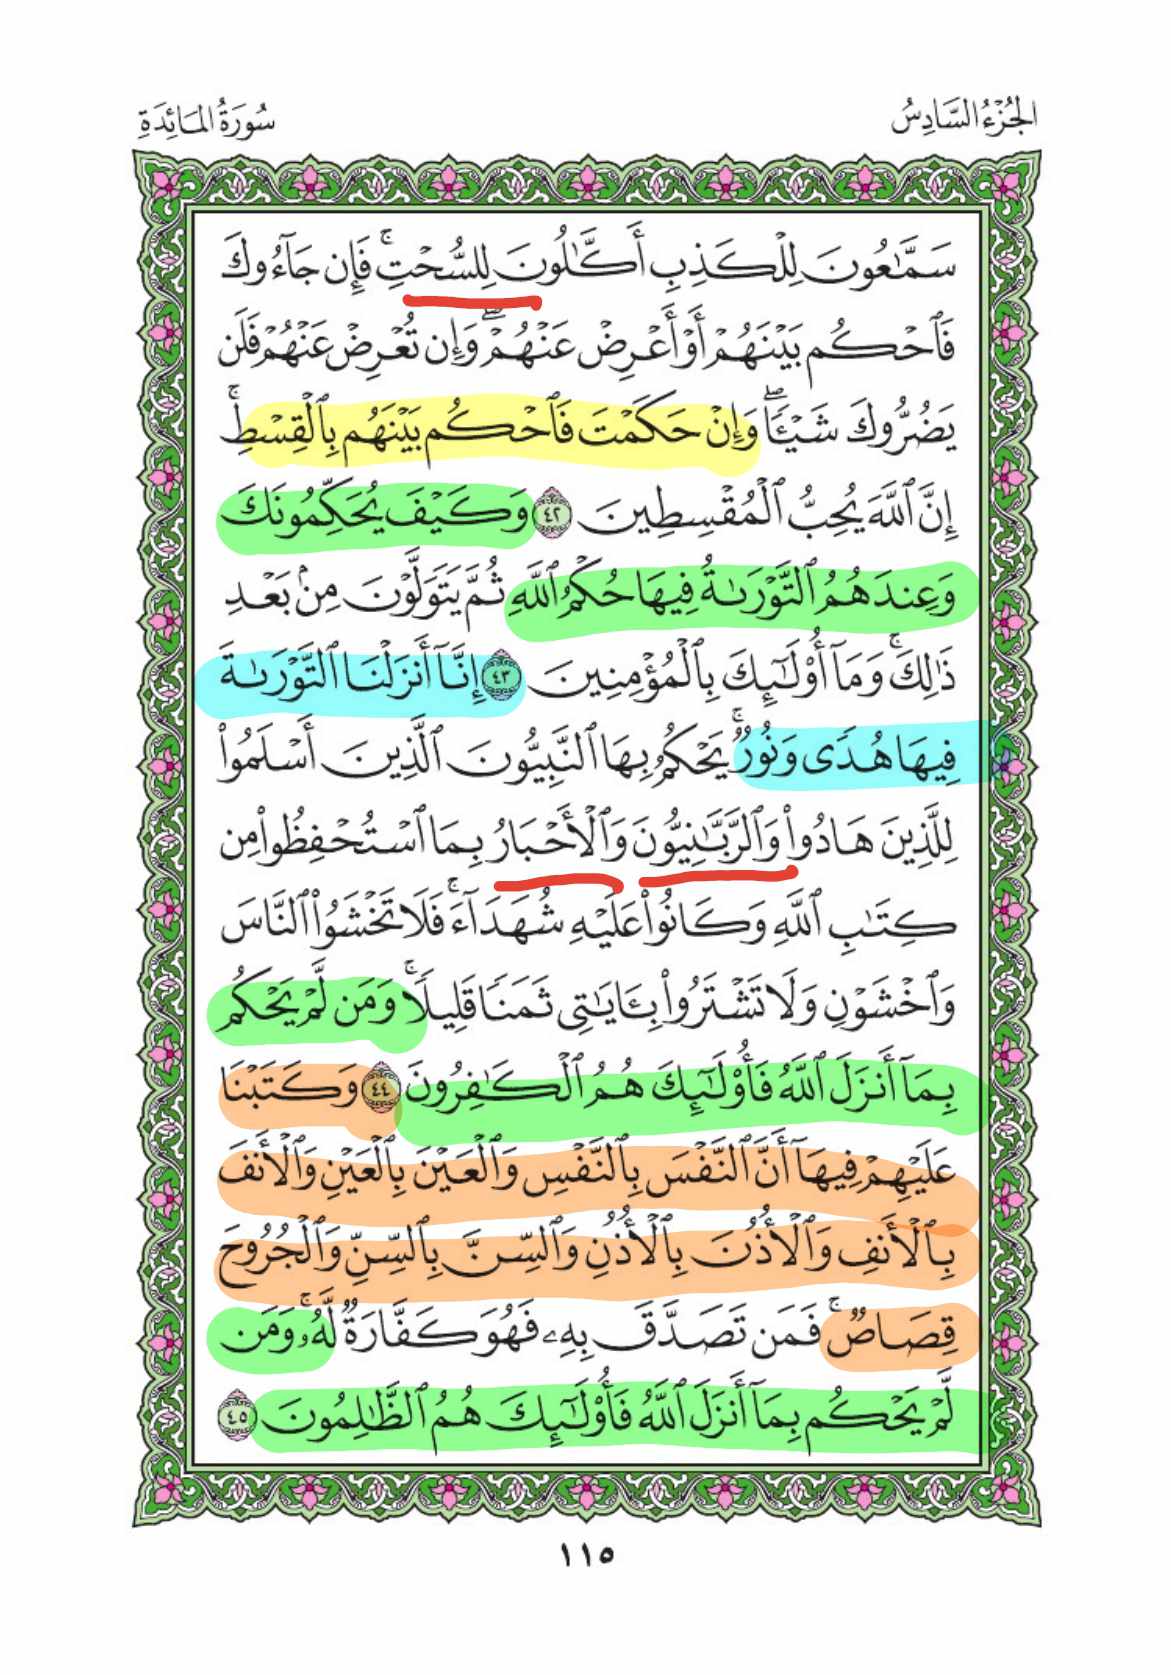 الجُزْءُ السَّادِسُ
سُورَةُ المَائِدَةِ
سَمَّٰعُونَ لِلْكَذِبِ أَكَّٰلُونَ لِلسُّحْتِۚ فَإِن جَآءُوكَ
فَٱحْكُم بَيْنَهُمْ أَوْ أَعْرِضْ عَنْهُمْۖ وَإِن تُعْرِضْ عَنْهُمْ فَلَن
يَضُرُّوكَ شَيْـًٔاۖ وَإِنْ حَكَمْتَ فَٱحْكُم بَيْنَهُم بِٱلْقِسْطِۚ
إِنَّ ٱللَّهَ يُحِبُّ ٱلْمُقْسِطِينَ ٤٢ وَكَيْفَ يُحَكِّمُونَكَ
وَعِندَهُمُ ٱلتَّوْرَىٰةُ فِيهَا حُكْمُ ٱللَّهِ ثُمَّ يَتَوَلَّوْنَ مِنۢ بَعْدِ
ذَٰلِكَۚ وَمَآ أُوْلَٰٓئِكَ بِٱلْمُؤْمِنِينَ ٤٣ إِنَّآ أَنزَلْنَا ٱلتَّوْرَىٰةَ
فِيهَا هُدًى وَنُورٌۚ يَحْكُمُ بِهَا ٱلنَّبِيُّونَ ٱلَّذِينَ أَسْلَمُواْ
لِلَّذِينَ هَادُواْ وَٱلرَّبَّٰنِيُّونَ وَٱلْأَحْبَارُ بِمَا ٱسْتُحْفِظُواْ مِن
كِتَٰبِ ٱللَّهِ وَكَانُواْ عَلَيْهِ شُهَدَآءَۚ فَلَا تَخْشَوُاْ ٱلنَّاسَ
وَٱخْشَوْنِ وَلَا تَشْتَرُواْ بِـَٔايَٰتِى ثَمَنًا قَلِيلًاۚ وَمَن لَّمْ يَحْكُم
بِمَآ أَنزَلَ ٱللَّهُ فَأُوْلَٰٓئِكَ هُمُ ٱلْكَٰفِرُونَ ٤٤ وَكَتَبْنَا
عَلَيْهِمْ فِيهَآ أَنَّ ٱلنَّفْسَ بِٱلنَّفْسِ وَٱلْعَيْنَ بِٱلْعَيْنِ وَٱلْأَنفَ
بِٱلْأَنفِ وَٱلْأُذُنَ بِٱلْأُذُنِ وَٱلسِّنَّ بِٱلسِّنِّ وَٱلْجُرُوحَ
قِصَاصٌۚ فَمَن تَصَدَّقَ بِهِۦ فَهُوَ كَفَّارَةٌ لَّهُۥۚ وَمَن
لَّمْ يَحْكُم بِمَآ أَنزَلَ ٱللَّهُ فَأُوْلَٰٓئِكَ هُمُ ٱلظَّٰلِمُونَ ٤٥
١١٥